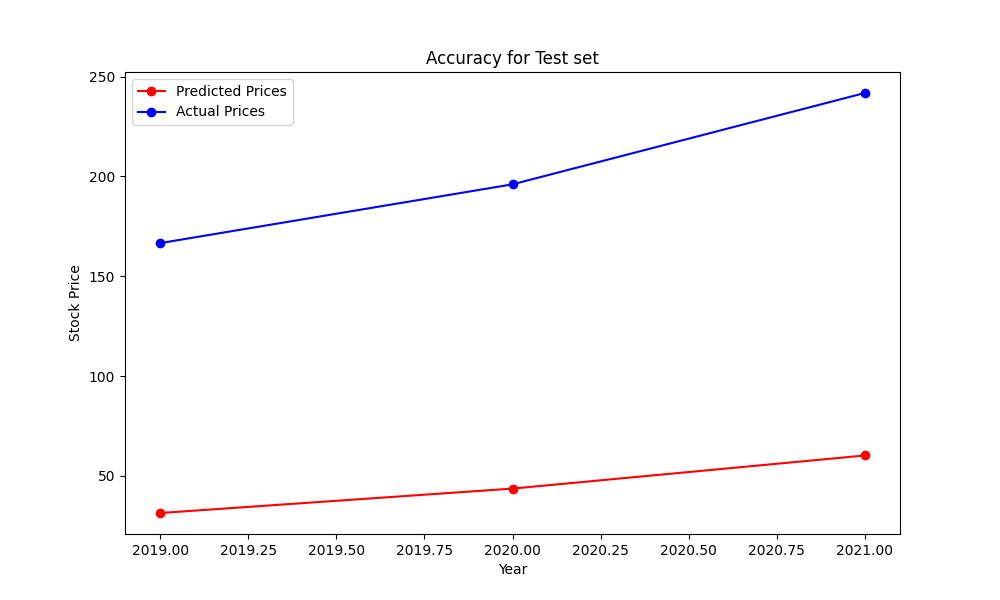 Accuracy for Test set
Predicted Prices
Actual Prices
250
200
150
100
50
Stock Price
2019.00 2019.25 2019.50 2019.75 2020.00 2020.25 2020.50 2020.75 2021.00
Year